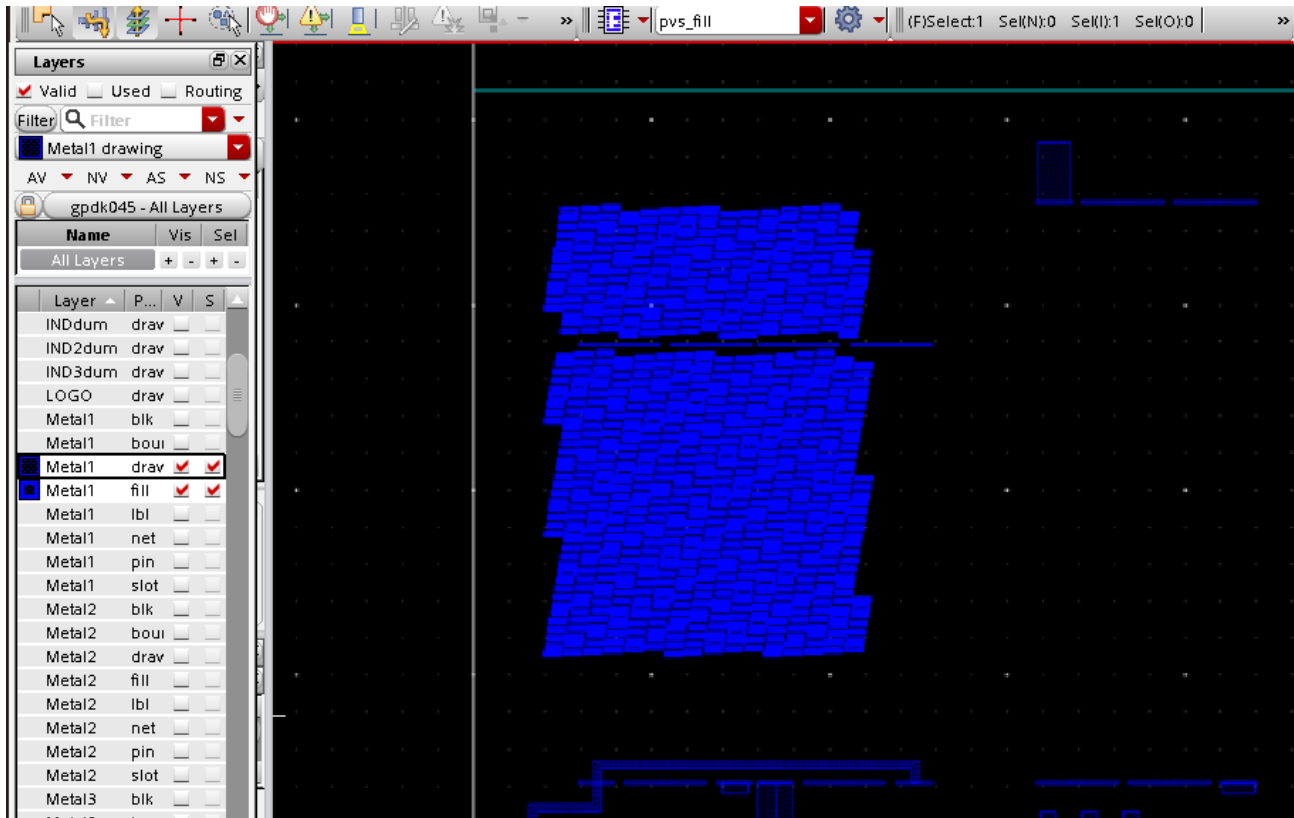 » pvs_fill (F)Select:1 Sel(N):0 Sel(I):1 Sel(O):0 »
Layers
Valid Used Routing
Filter Filter
Metal1 drawing
AV NV AS NS
gpdk045 - All Layers
Name Vis Sel
All Layers + - + -
Layer P... V S
INDdum drav
IND2dum drav
IND3dum drav
LOGO drav
Metal1 blk
Metal1 boui
Metal1 drav
Metal1 fill
Metal1 lbl
Metal1 net
Metal1 pin
Metal1 slot
Metal2 blk
Metal2 boui
Metal2 drav
Metal2 fill
Metal2 lbl
Metal2 net
Metal2 pin
Metal2 slot
Metal3 blk